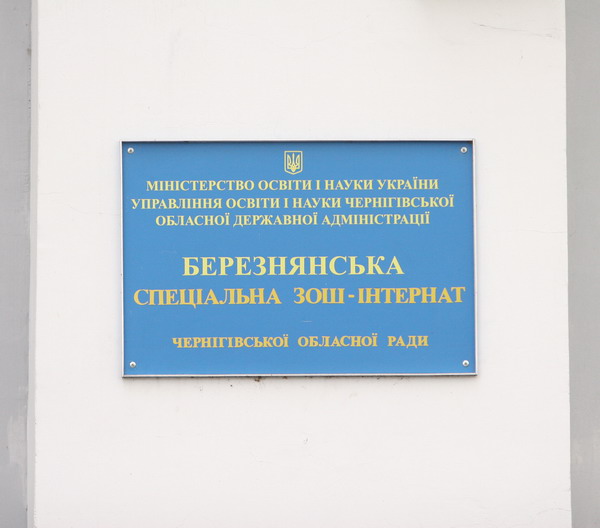 МІНІСТЕРСТВО ОСВІТИ І НАУКИ УКРАЇНИ
УПРАВЛІННЯ ОСВІТИ І НАУКИ ЧЕРНІГІВСЬКОЇ
ОБЛАСНОЇ ДЕРЖАВНОЇ АДМІНІСТРАЦІЇ
БЕРЕЗНЯНСЬКА
СПЕЦІАЛЬНА ЗОШ - ІНТЕРНАТ
ЧЕРНІГІВСЬКОЇ ОБЛАСНОЇ РАДИ